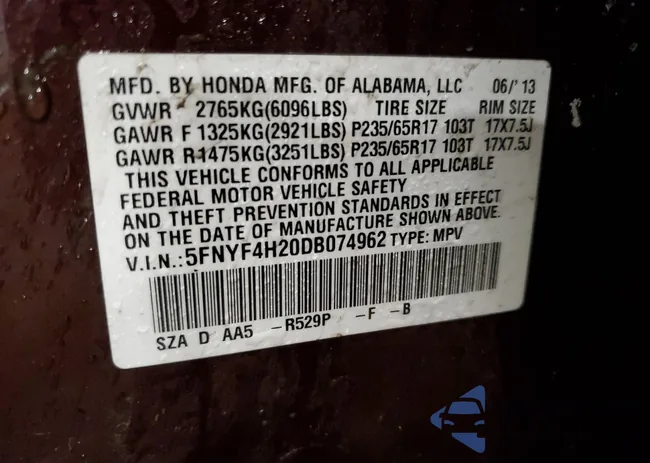 MFD. BY HONDA MFG. OF ALABAMA, LLC 06/'13
GVWR 2765KG(6096LBS) TIRE SIZE RIM SIZE
GAWR F 1325KG(2921LBS) P235/65R17 103T 17X7.5J
GAWR R1475KG(3251LBS) P235/65R17 103T 17X7.5J
THIS VEHICLE CONFORMS TO ALL APPLICABLE
FEDERAL MOTOR VEHICLE SAFETY
AND THEFT PREVENTION STANDARDS IN EFFECT
ON THE DATE OF MANUFACTURE SHOWN ABOVE.
V.I.N.:5FNYF4H20DB074962 TYPE: MPV
SZA D AA5 -R529P -F -B